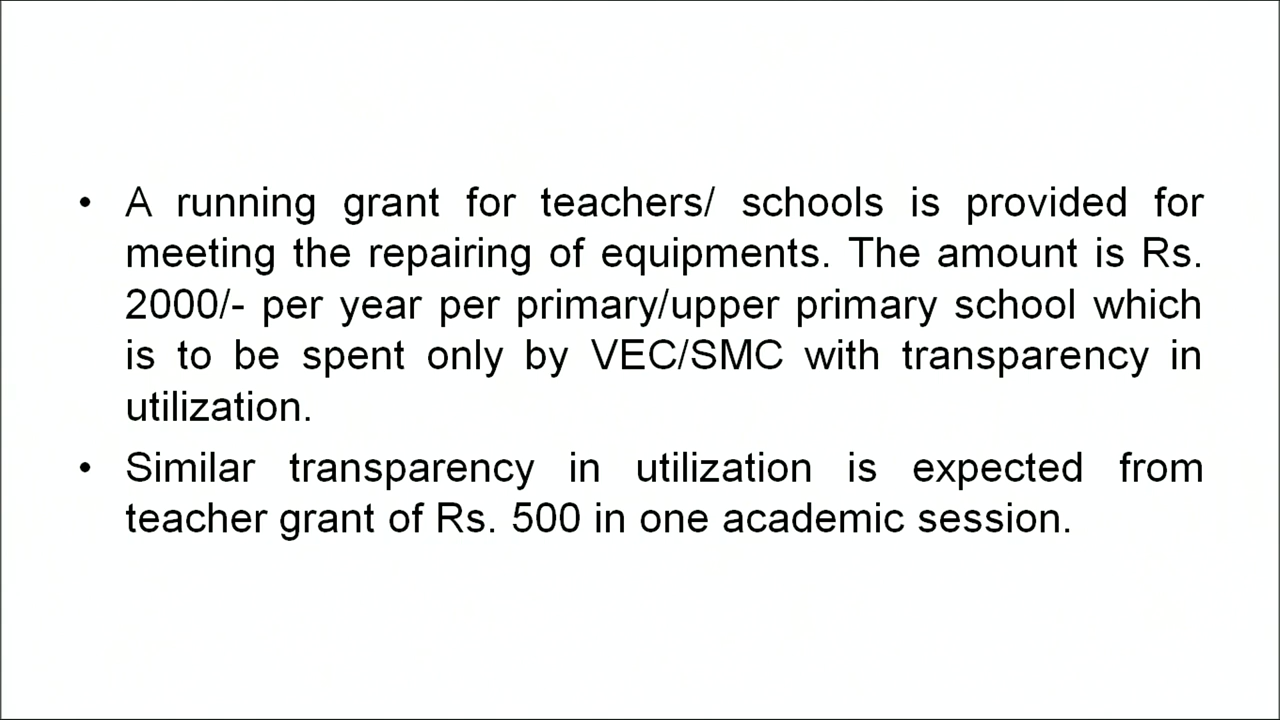 • A running grant for teachers/ schools is provided for
meeting the repairing of equipments. The amount is Rs.
2000/- per year per primary/upper primary school which
is to be spent only by VEC/SMC with transparency in
utilization.
• Similar transparency in utilization is expected from
teacher grant of Rs. 500 in one academic session.